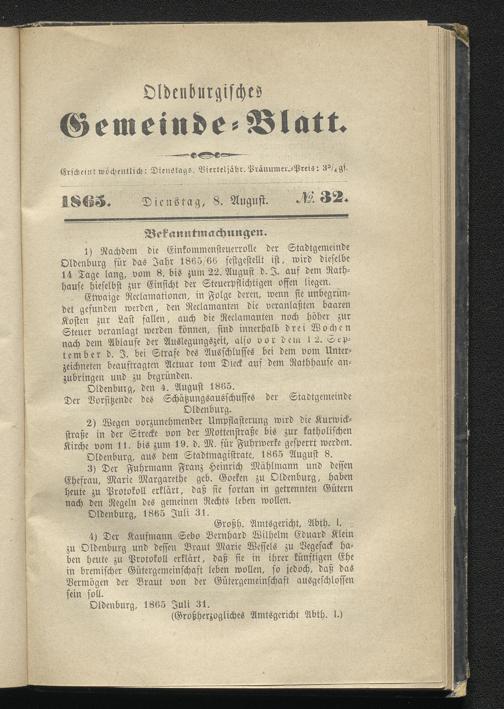 Oldenburgisches
Gemeinde-Blatt.
Erscheint wöchentlich: Dienstags. Vierteljähr. Pränumer.-Preis: 3¾ gf.
1865. Dienstag, 8. August. № 32.
Bekanntmachungen.
1) Nachdem die Einkommensteuerrolle der Stadtgemeinde
Oldenburg für das Jahr 1865/66 festgestellt ist, wird dieselbe
14 Tage lang, vom 8. bis zum 22. August d. J. auf dem Rath-
hause hieselbst zur Einsicht der Steuerpflichtigen offen liegen.
Etwaige Reclamationen, in Folge deren, wenn sie unbegrün-
det gefunden werden, den Reclamanten die veranlaßten baaren
Kosten zur Last fallen, auch die Reclamanten noch höher zur
Steuer veranlagt werden können, sind innerhalb drei Wochen
nach dem Ablaufe der Auslegungszeit, also vor dem 12. Sep-
tember d. J. bei Strafe des Ausschlusses bei dem vom Unter-
zeichneten beauftragten Actuar tom Dieck auf dem Rathhause an-
zubringen und zu begründen.
Oldenburg, den 4. August 1865.
Der Vorsitzende des Schätzungsausschusses der Stadtgemeinde
Oldenburg.
2) Wegen vorzunehmender Umpflasterung wird die Kurwick-
straße in der Strecke von der Mottenstraße bis zur katholischen
Kirche vom 11. bis zum 19. d. M. für Fuhrwerke gesperrt werden.
Oldenburg, aus dem Stadtmagistrate, 1865 August 8.
3) Der Fuhrmann Franz Heinrich Mählmann und dessen
Ehefrau, Marie Margarethe geb. Goeken zu Oldenburg, haben
heute zu Protokoll erklärt, daß sie fortan in getrennten Gütern
nach den Regeln des gemeinen Rechts leben wollen.
Oldenburg, 1865 Juli 31.
Großh. Amtsgericht, Abth. I.
4) Der Kaufmann Sebo Bernhard Wilhelm Eduard Klein
zu Oldenburg und dessen Braut Marie Wessels zu Vegesack ha-
ben heute zu Protokoll erklärt, daß sie in ihrer künftigen Ehe
in bremischer Gütergemeinschaft leben wollen, so jedoch, daß das
Vermögen der Braut von der Gütergemeinschaft ausgeschlossen
sein soll.
Oldenburg, 1865 Juli 31.
(Großherzogliches Amtsgericht Abth. I.)